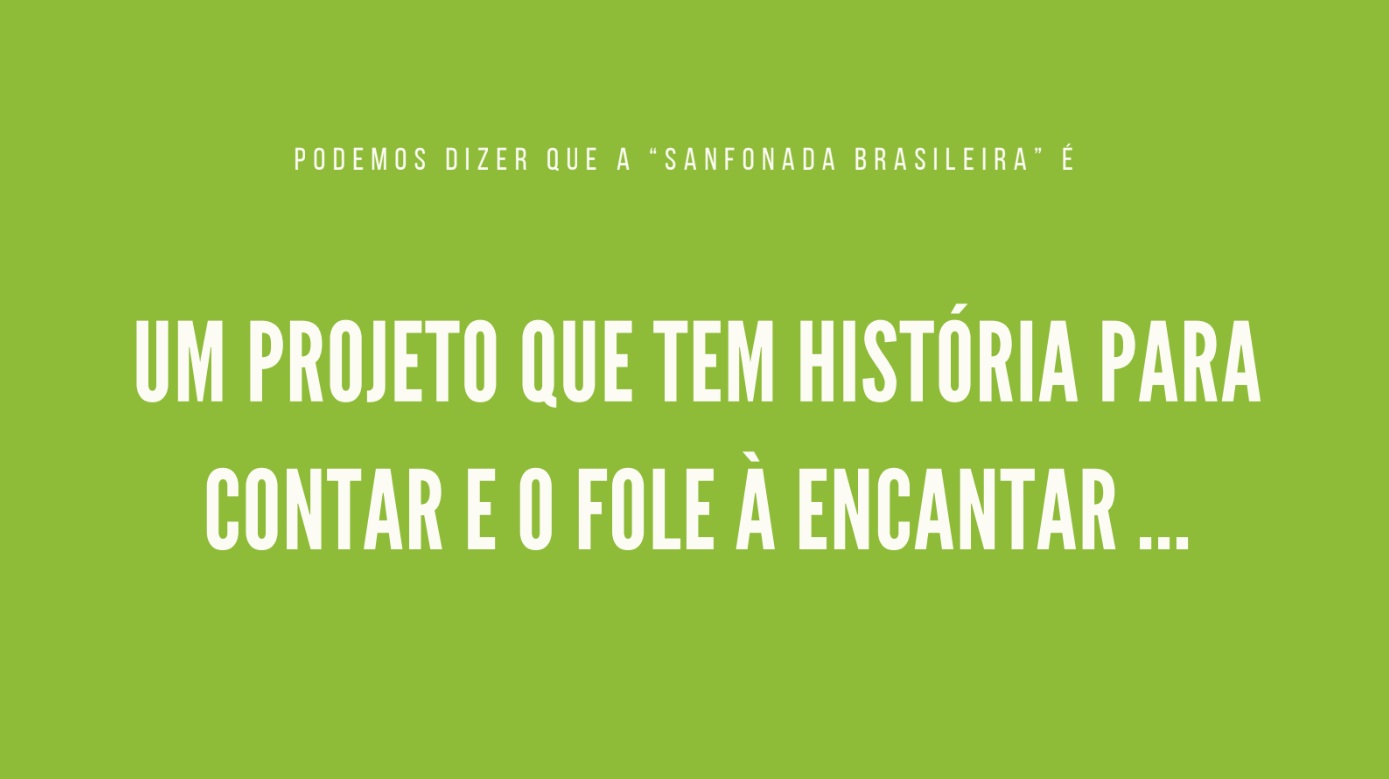 PODEMOS DIZER QUE A “SANFONADA BRASILEIRA” É
UM PROJETO QUE TEM HISTÓRIA PARA
CONTAR E O FOLE À ENCANTAR ...